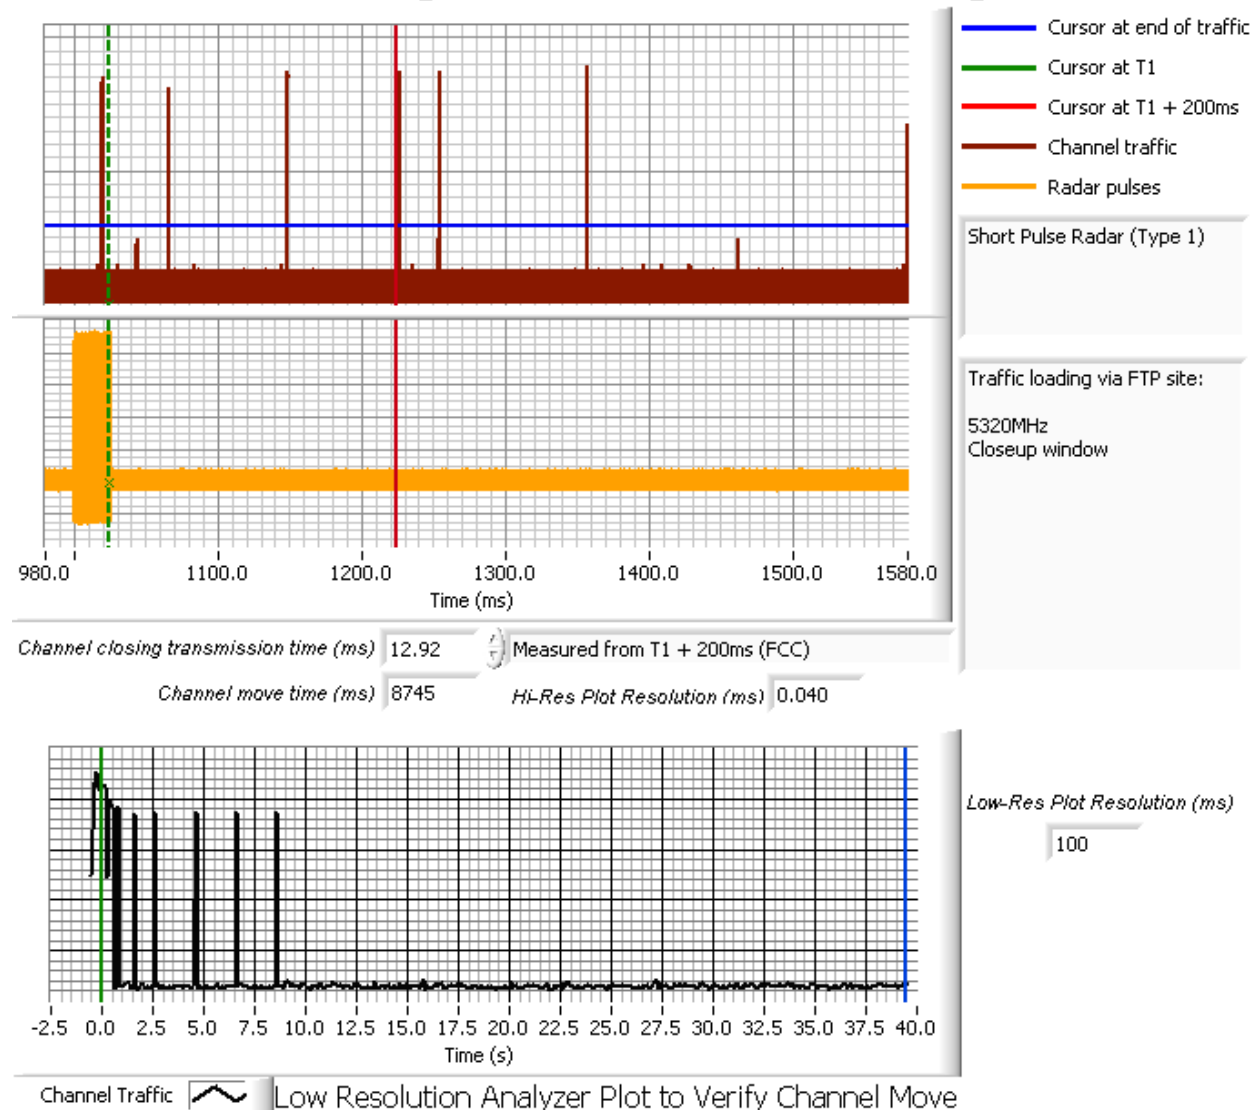 Cursor at end of traffic
Cursor at T1
Cursor at T1 + 200ms
Channel traffic
Radar pulses
Short Pulse Radar (Type 1)
Traffic loading via FTP site:
5320MHz
Closeup window
980.0 1100.0 1200.0 1300.0 1400.0 1500.0 1580.0
Time (ms)
Channel closing transmission time (ms) 12.92 Measured from T1 + 200ms (FCC)
Channel move time (ms) 8745 Hi-Res Plot Resolution (ms) 0.040
Low-Res Plot Resolution (ms)
100
-2.5 0.0 2.5 5.0 7.5 10.0 12.5 15.0 17.5 20.0 22.5 25.0 27.5 30.0 32.5 35.0 37.5 40.0
Time (s)
Channel Traffic Low Resolution Analyzer Plot to Verify Channel Move